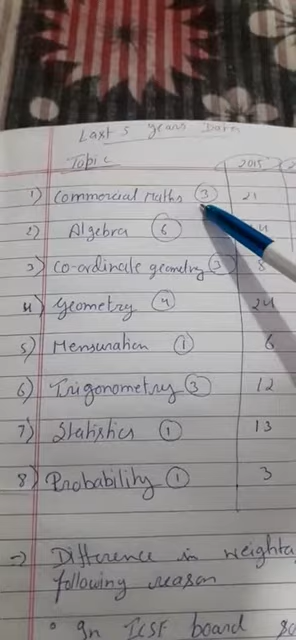 Last 5 years Data
Topic 2015
1) Commercial Maths 3 21
2) Algebra 6
3) Co-ordinate geometry 3 8
4) Geometry 4 24
5) Mensuration 1 6
6) Trigonometry 3 12
7) Statistics 1 13
8) Probability 1 3
⇒ Difference in weighta
following reason
• In ICSE board